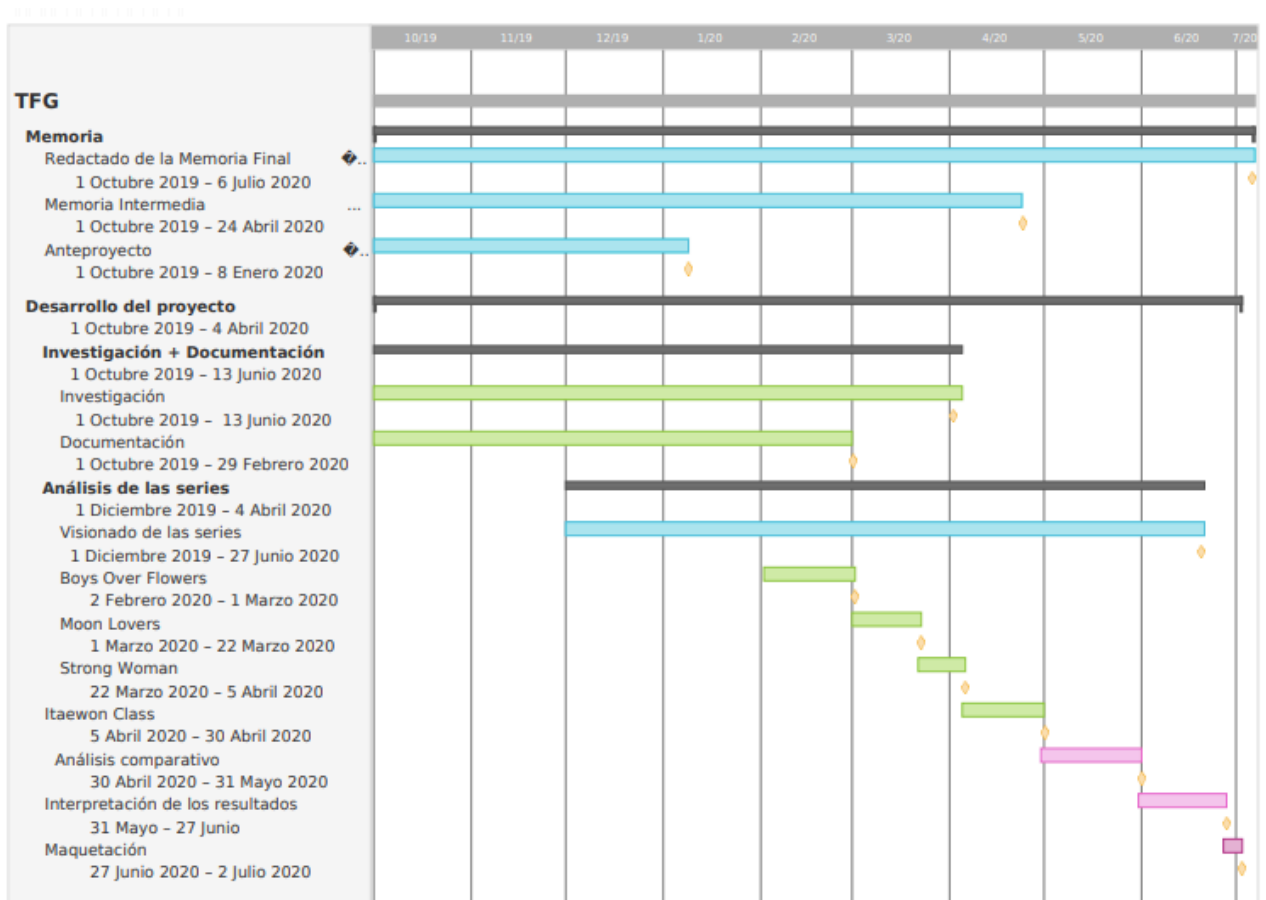 10/19 11/19 12/19 1/20 2/20 3/20 4/20 5/20 6/20 7/20
TFG
Memoria
Redactado de la Memoria Final �..
1 Octubre 2019 – 6 Julio 2020
Memoria Intermedia ...
1 Octubre 2019 – 24 Abril 2020
Anteproyecto �..
1 Octubre 2019 – 8 Enero 2020
Desarrollo del proyecto
1 Octubre 2019 – 4 Abril 2020
Investigación + Documentación
1 Octubre 2019 – 13 Junio 2020
Investigación
1 Octubre 2019 – 13 Junio 2020
Documentación
1 Octubre 2019 – 29 Febrero 2020
Análisis de las series
1 Diciembre 2019 – 4 Abril 2020
Visionado de las series
1 Diciembre 2019 – 27 Junio 2020
Boys Over Flowers
2 Febrero 2020 – 1 Marzo 2020
Moon Lovers
1 Marzo 2020 – 22 Marzo 2020
Strong Woman
22 Marzo 2020 – 5 Abril 2020
Itaewon Class
5 Abril 2020 – 30 Abril 2020
Análisis comparativo
30 Abril 2020 – 31 Mayo 2020
Interpretación de los resultados
31 Mayo – 27 Junio
Maquetación
27 Junio 2020 – 2 Julio 2020